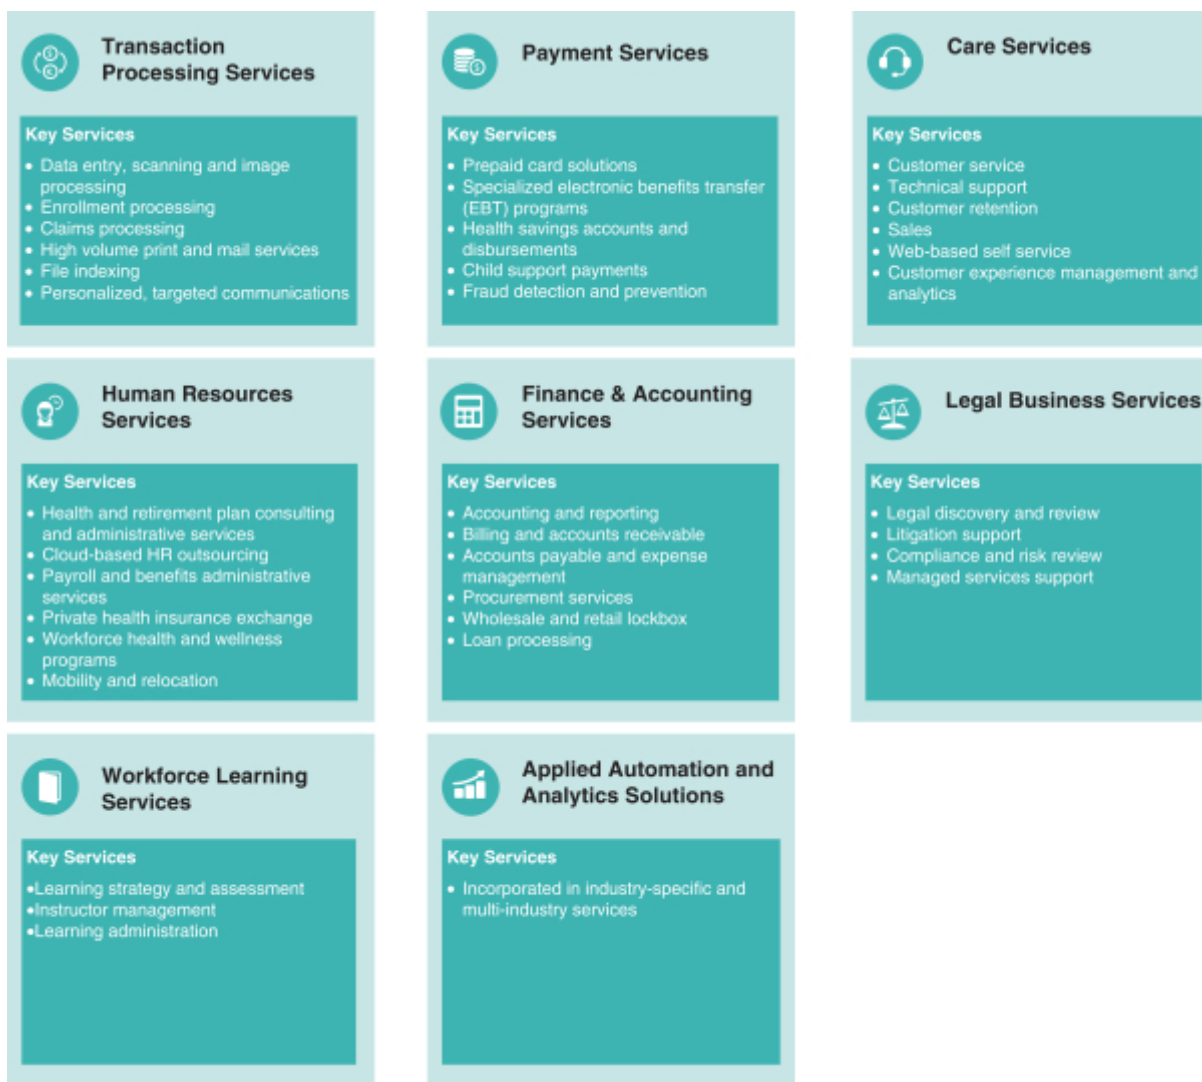 Transaction
Processing Services
Key Services
• Data entry, scanning and image
processing
• Enrollment processing
• Claims processing
• High volume print and mail services
• File indexing
• Personalized, targeted communications
Payment Services
Key Services
• Prepaid card solutions
• Specialized electronic benefits transfer
(EBT) programs
• Health savings accounts and
disbursements
• Child support payments
• Fraud detection and prevention
Care Services
Key Services
• Customer service
• Technical support
• Customer retention
• Sales
• Web-based self service
• Customer experience management and
analytics
Human Resources
Services
Key Services
• Health and retirement plan consulting
and administrative services
• Cloud-based HR outsourcing
• Payroll and benefits administrative
services
• Private health insurance exchange
• Workforce health and wellness
programs
• Mobility and relocation
Finance & Accounting
Services
Key Services
• Accounting and reporting
• Billing and accounts receivable
• Accounts payable and expense
management
• Procurement services
• Wholesale and retail lockbox
• Loan processing
Legal Business Services
Key Services
• Legal discovery and review
• Litigation support
• Compliance and risk review
• Managed services support
Workforce Learning
Services
Key Services
•Learning strategy and assessment
•Instructor management
•Learning administration
Applied Automation and
Analytics Solutions
Key Services
• Incorporated in industry-specific and
multi-industry services